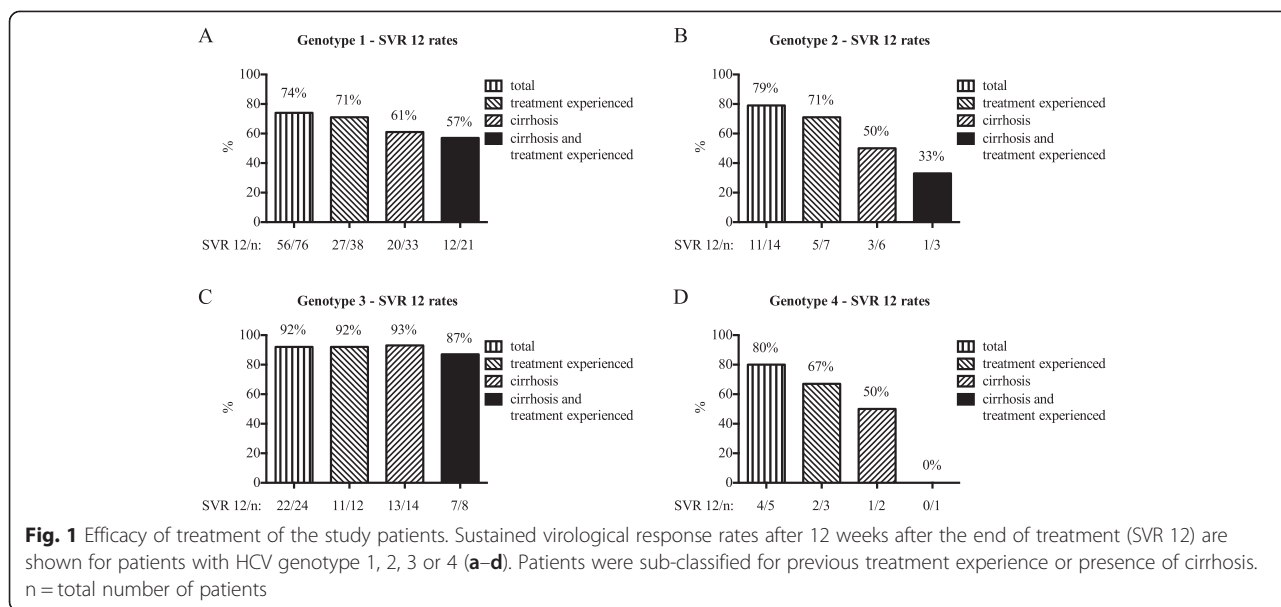 A
Genotype 1 - SVR 12 rates
100
80
60
40
20
0
%
74%
71%
61%
57%
total
treatment experienced
cirrhosis
cirrhosis and
treatment experienced
SVR 12/n: 56/76 27/38 20/33 12/21
B
Genotype 2 - SVR 12 rates
100
80
60
40
20
0
%
79%
71%
50%
33%
total
treatment experienced
cirrhosis
cirrhosis and
treatment experienced
SVR 12/n: 11/14 5/7 3/6 1/3
C
Genotype 3 - SVR 12 rates
100
80
60
40
20
0
%
92%
92%
93%
87%
total
treatment experienced
cirrhosis
cirrhosis and
treatment experienced
SVR 12/n: 22/24 11/12 13/14 7/8
D
Genotype 4 - SVR 12 rates
100
80
60
40
20
0
%
80%
67%
50%
0%
total
treatment experienced
cirrhosis
cirrhosis and
treatment experienced
SVR 12/n: 4/5 2/3 1/2 0/1
Fig. 1 Efficacy of treatment of the study patients. Sustained virological response rates after 12 weeks after the end of treatment (SVR 12) are
shown for patients with HCV genotype 1, 2, 3 or 4 (a–d). Patients were sub-classified for previous treatment experience or presence of cirrhosis.
n = total number of patients